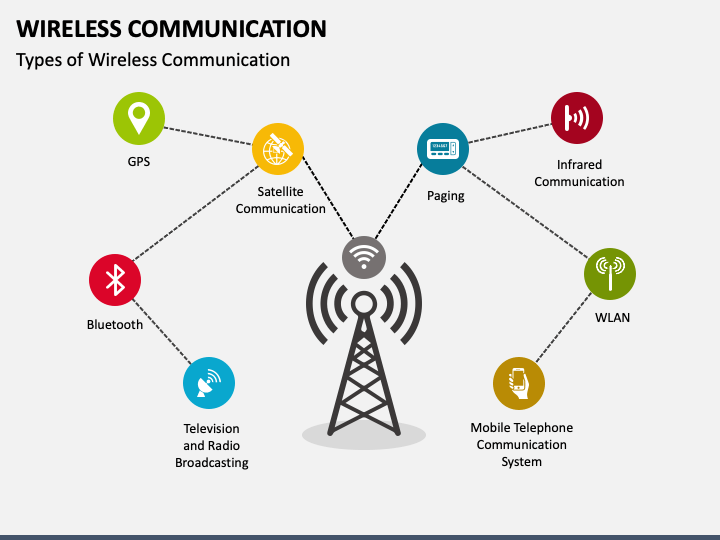 WIRELESS COMMUNICATION
Types of Wireless Communication
GPS
Satellite
Communication
Paging
Infrared
Communication
Bluetooth
WLAN
Television
and Radio
Broadcasting
Mobile Telephone
Communication
System